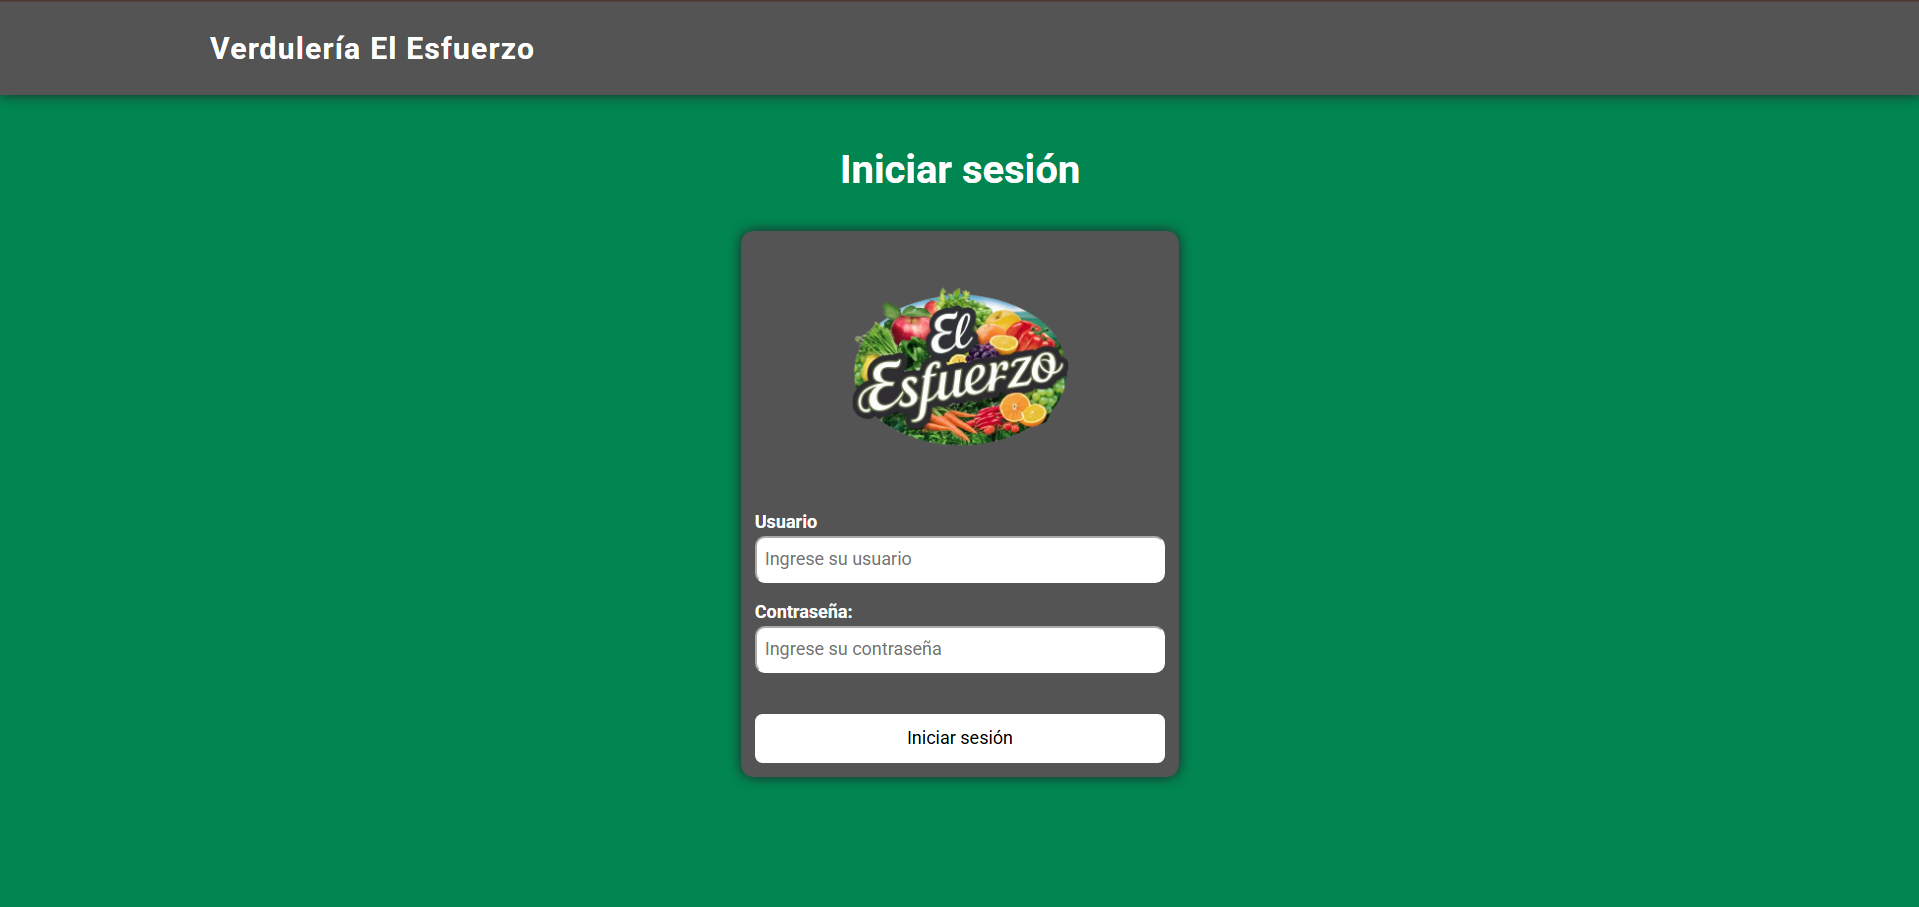 Verdulería El Esfuerzo
Iniciar sesión
El
Esfuerzo
Usuario
Ingrese su usuario
Contraseña:
Ingrese su contraseña
Iniciar sesión